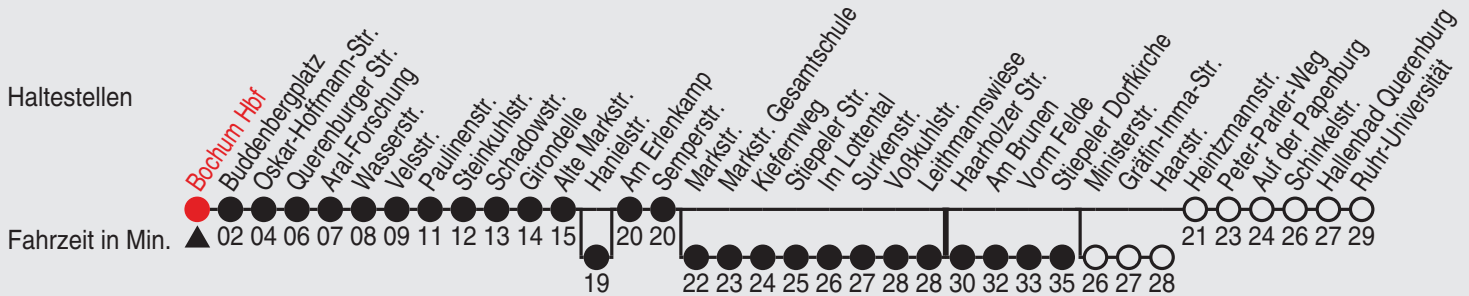 Haltestellen
Bochum Hbf
Buddenbergplatz
Oskar-Hoffmann-Str.
Querenburger Str.
Aral-Forschung
Wasserstr.
Velsstr.
Paulinenstr.
Steinkuhlstr.
Schadowstr.
Girondelle
Alte Markstr.
Hanielstr.
Am Erlenkamp
Semperstr.
Markstr.
Markstr. Gesamtschule
Kiefernweg
Stiepeler Str.
Im Lottental
Surkenstr.
Voßkuhlstr.
Leithmannswiese
Haarholzer Str.
Am Brunen
Vorm Felde
Stiepeler Dorfkirche
Ministerstr.
Gräfin-Imma-Str.
Haarstr.
Heintzmannstr.
Peter-Parler-Weg
Auf der Papenburg
Schinkelstr.
Hallenbad Querenburg
Ruhr-Universität
Fahrzeit in Min. 02 04 06 07 08 09 11 12 13 14 15 20 20 21 23 24 26 27 29
19 22 23 24 25 26 27 28 28 30 32 33 35 26 27 28